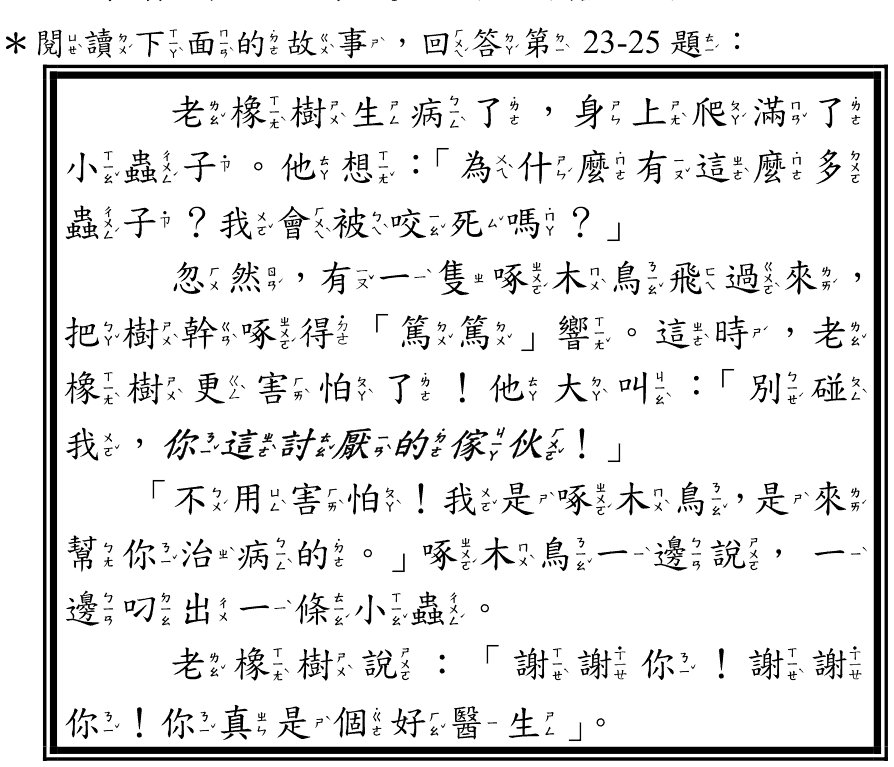 ＊閱讀下面的故事，回答第 23-25 題：
老橡樹生病了，身上爬滿了
小蟲子。他想：「為什麼有這麼多
蟲子？我會被咬死嗎？」
忽然，有一隻啄木鳥飛過來，
把樹幹啄得「篤篤」響。這時，老
橡樹更害怕了！他大叫：「別碰
我，你這討厭的傢伙！」
「不用害怕！我是啄木鳥，是來
幫你治病的。」啄木鳥一邊說，一
邊叼出一條小蟲。
老橡樹說：「謝謝你！謝謝
你！你真是個好醫生」。